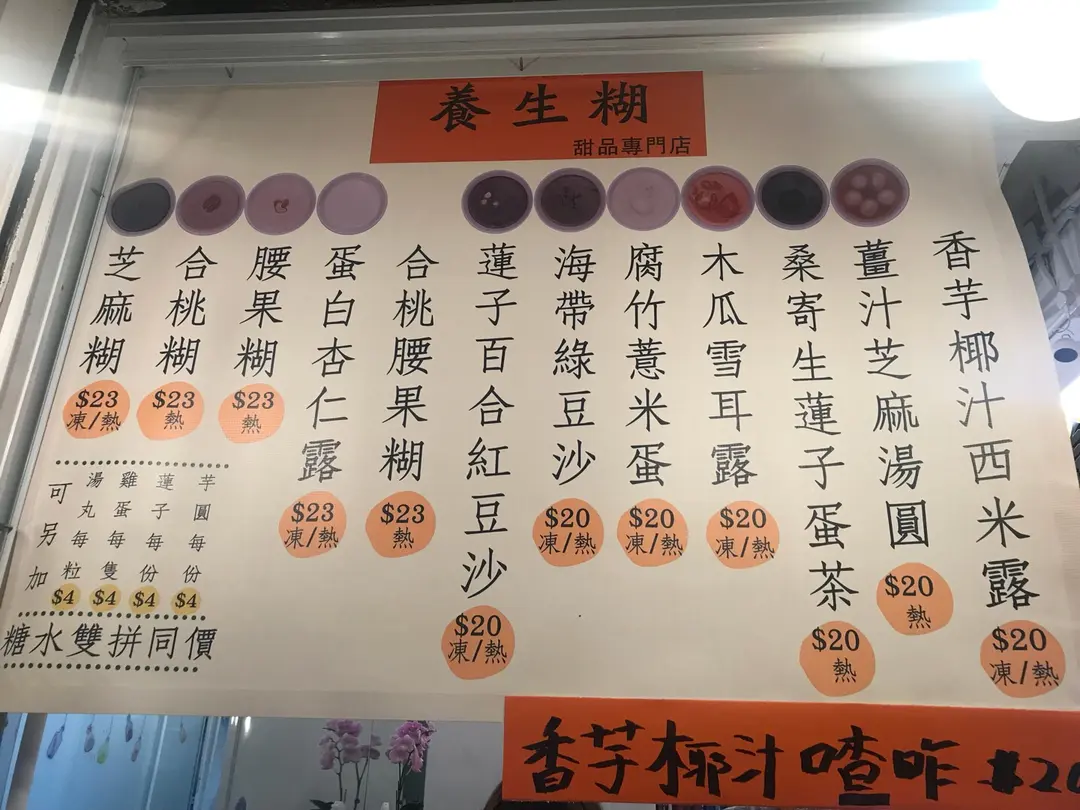 養生糊
甜品專門店
芝麻糊
$23
凍/熱
合桃糊
$23
熱
腰果糊
$23
熱
蛋白杏仁露
$23
凍/熱
合桃腰果糊
$23
熱
蓮子百合紅豆沙
$20
凍/熱
海帶綠豆沙
$20
凍/熱
腐竹薏米蛋
$20
凍/熱
木瓜雪耳露
$20
凍/熱
桑寄生蓮子蛋茶
$20
熱
薑汁芝麻湯圓
$20
熱
香芋椰汁西米露
$20
凍/熱
可另加
湯丸每粒
$4
雞蛋每隻
$4
蓮子每份
$4
芋圓每份
$4
糖水雙拼同價
香芋椰汁喳咋 $20